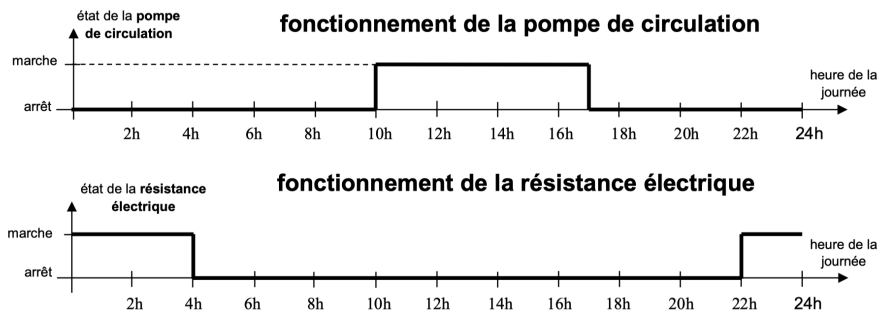 état de la pompe
de circulation
fonctionnement de la pompe de circulation
marche
heure de la
journée
arrêt
2h 4h 6h 8h 10h 12h 14h 16h 18h 20h 22h 24h
état de la résistance
électrique
fonctionnement de la résistance électrique
marche
heure de la
journée
arrêt
2h 4h 6h 8h 10h 12h 14h 16h 18h 20h 22h 24h